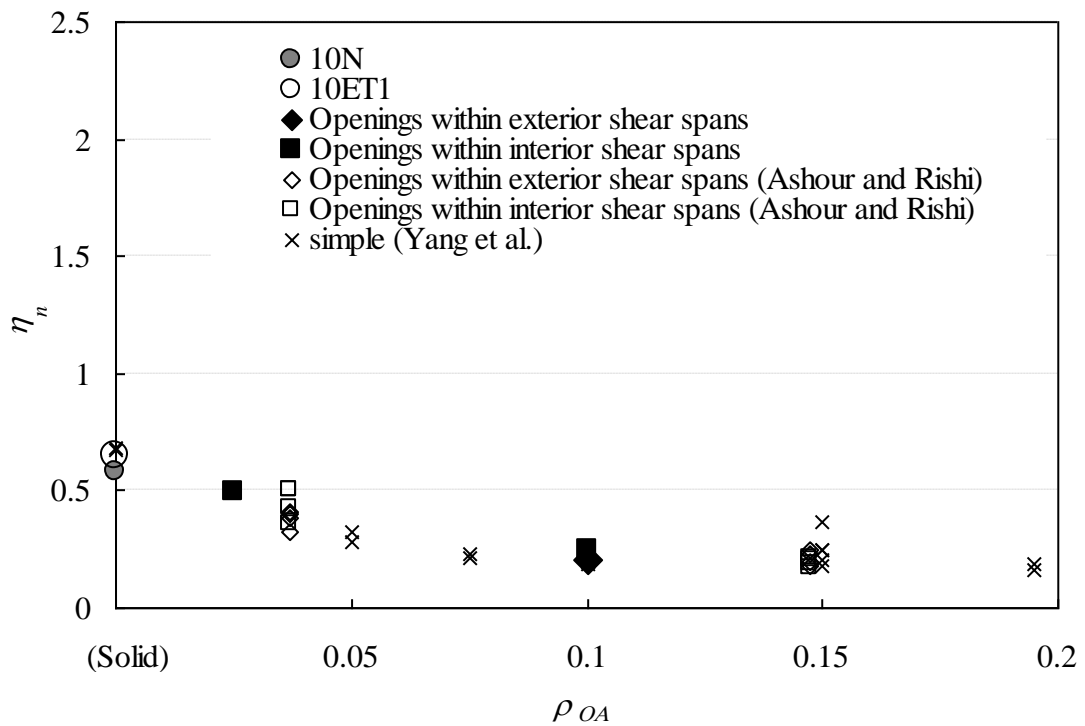 2.5
10N
10ET1
Openings within exterior shear spans
2
Openings within interior shear spans
Openings within exterior shear spans (Ashour and Rishi)
Openings within interior shear spans (Ashour and Rishi)
simple (Yang et al.)
1.5
η n
1
0.5
0
(Solid) 0.05 0.1 0.15 0.2
ρ OA